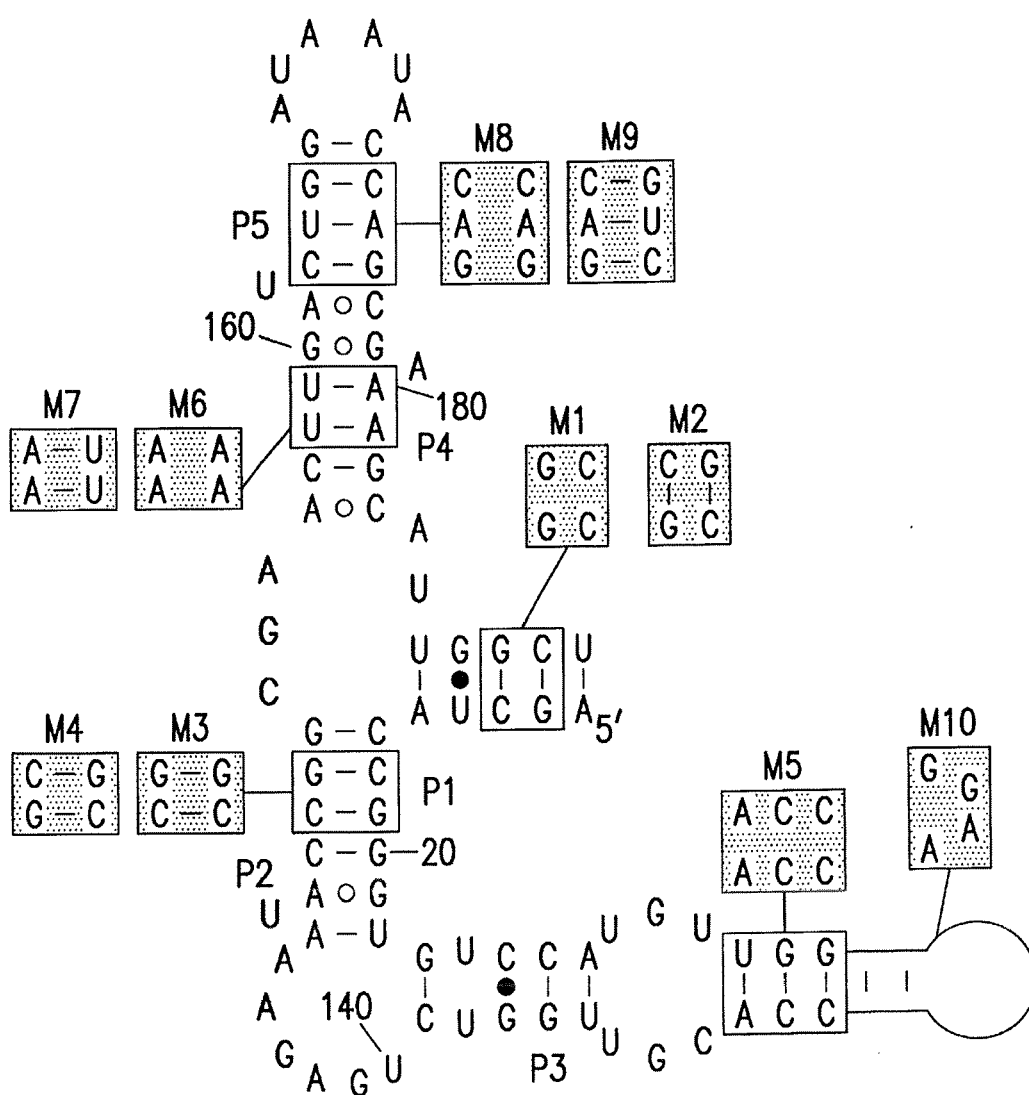 A A
U U
A A
G – C
M8 M9
G – C
C C
C – G
P5
U – A
A A
A – U
C – G
G G
G – C
U
A C
160
G G
A
U – A
180
M7 M6
A – U
A A
U – A
P4
M1 M2
A – U
A A
C – G
G C
C G
A C
A
G C
G C
A
U
G
U G G C U
C
A U C G A 5'
G – C
M4 M3
C – G
G – G
G – C
P1
M10
G – C
C – C
C – G
M5
G
G
A
A
C – G
20
A C C
A C C
P2
A G
U
A – U
A
G U C C A U G U U G G
140
A
C U G G U U G C A C C
G A G U
P3